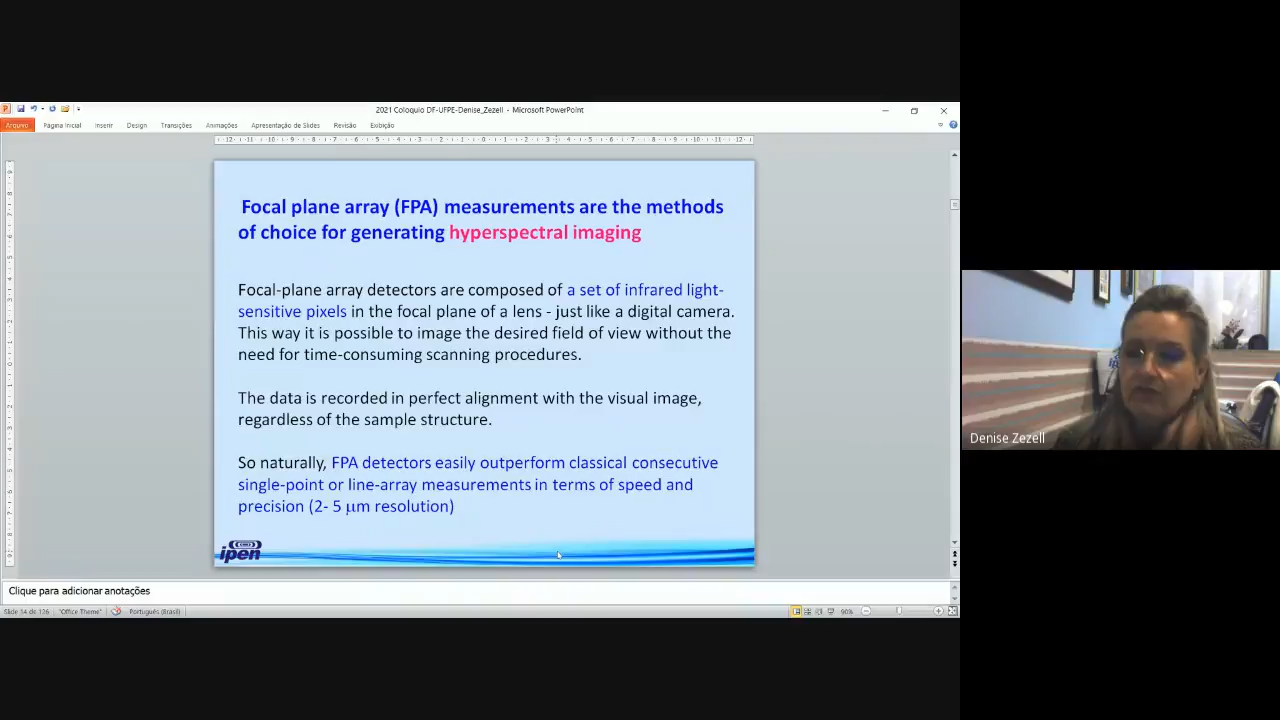 2021 Coloquio DF-UFPE-Denise_Zezell - Microsoft PowerPoint
Arquivo Página Inicial Inserir Design Transições Animações Apresentação de Slides Revisão Exibição
Focal plane array (FPA) measurements are the methods
of choice for generating hyperspectral imaging
Focal-plane array detectors are composed of a set of infrared light-
sensitive pixels in the focal plane of a lens - just like a digital camera.
This way it is possible to image the desired field of view without the
need for time-consuming scanning procedures.
The data is recorded in perfect alignment with the visual image,
regardless of the sample structure.
So naturally, FPA detectors easily outperform classical consecutive
single-point or line-array measurements in terms of speed and
precision (2- 5 μm resolution)
ipen
Denise Zezell
Clique para adicionar anotações
Slide 14 de 136 "Office Theme" Português (Brasil) 90%